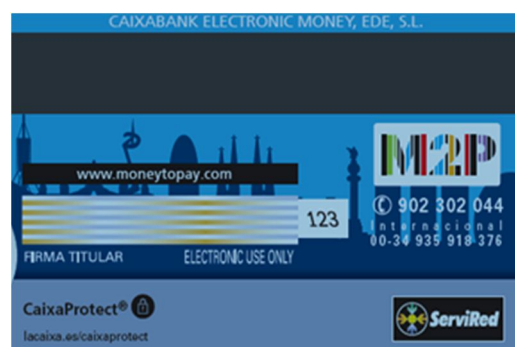 CAIXABANK ELECTRONIC MONEY, EDE, S.L.
M2P
www.moneytopay.com
123
902 302 044
Internacional
00-34 935 918 376
FIRMA TITULAR
ELECTRONIC USE ONLY
CaixaProtect®
lacaixa.es/caixaprotect
ServiRed